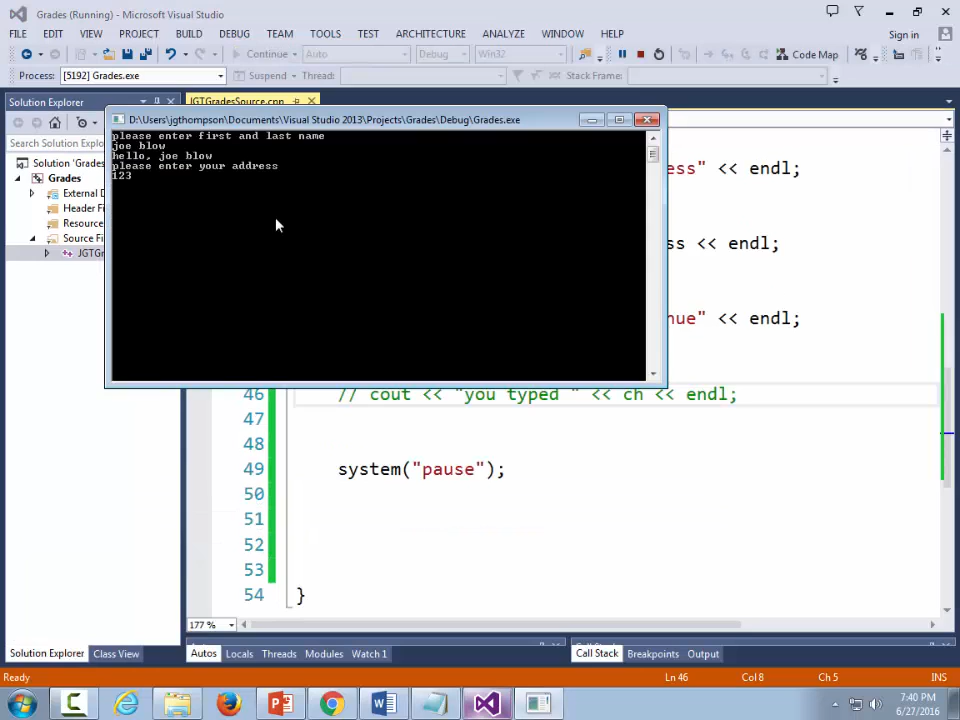 Grades (Running) - Microsoft Visual Studio
FILE EDIT VIEW PROJECT BUILD DEBUG TEAM TOOLS TEST ARCHITECTURE ANALYZE WINDOW HELP
Sign in
Continue Auto Debug Win32 Code Map
Process: [5192] Grades.exe Suspend Thread: Stack Frame:
Solution Explorer
JGTGradesSource.cpp
D:\Users\jgthompson\Documents\Visual Studio 2013\Projects\Grades\Debug\Grades.exe
please enter first and last name
joe blow
hello, joe blow
please enter your address
123
Search Solution
Solution 'Grades
Grades
External D
Header Fi
Resource
Source Fi
JGTGr
ess" << endl;
ss << endl;
nue" << endl;
46 // cout << "you typed " << ch << endl;
47
48
49 system("pause");
50
51
52
53
54 }
177 %
Solution Explorer Class View
Autos Locals Threads Modules Watch 1
Call Stack Breakpoints Output
Ready Ln 46 Col 8 Ch 5 INS
7:40 PM
6/27/2016